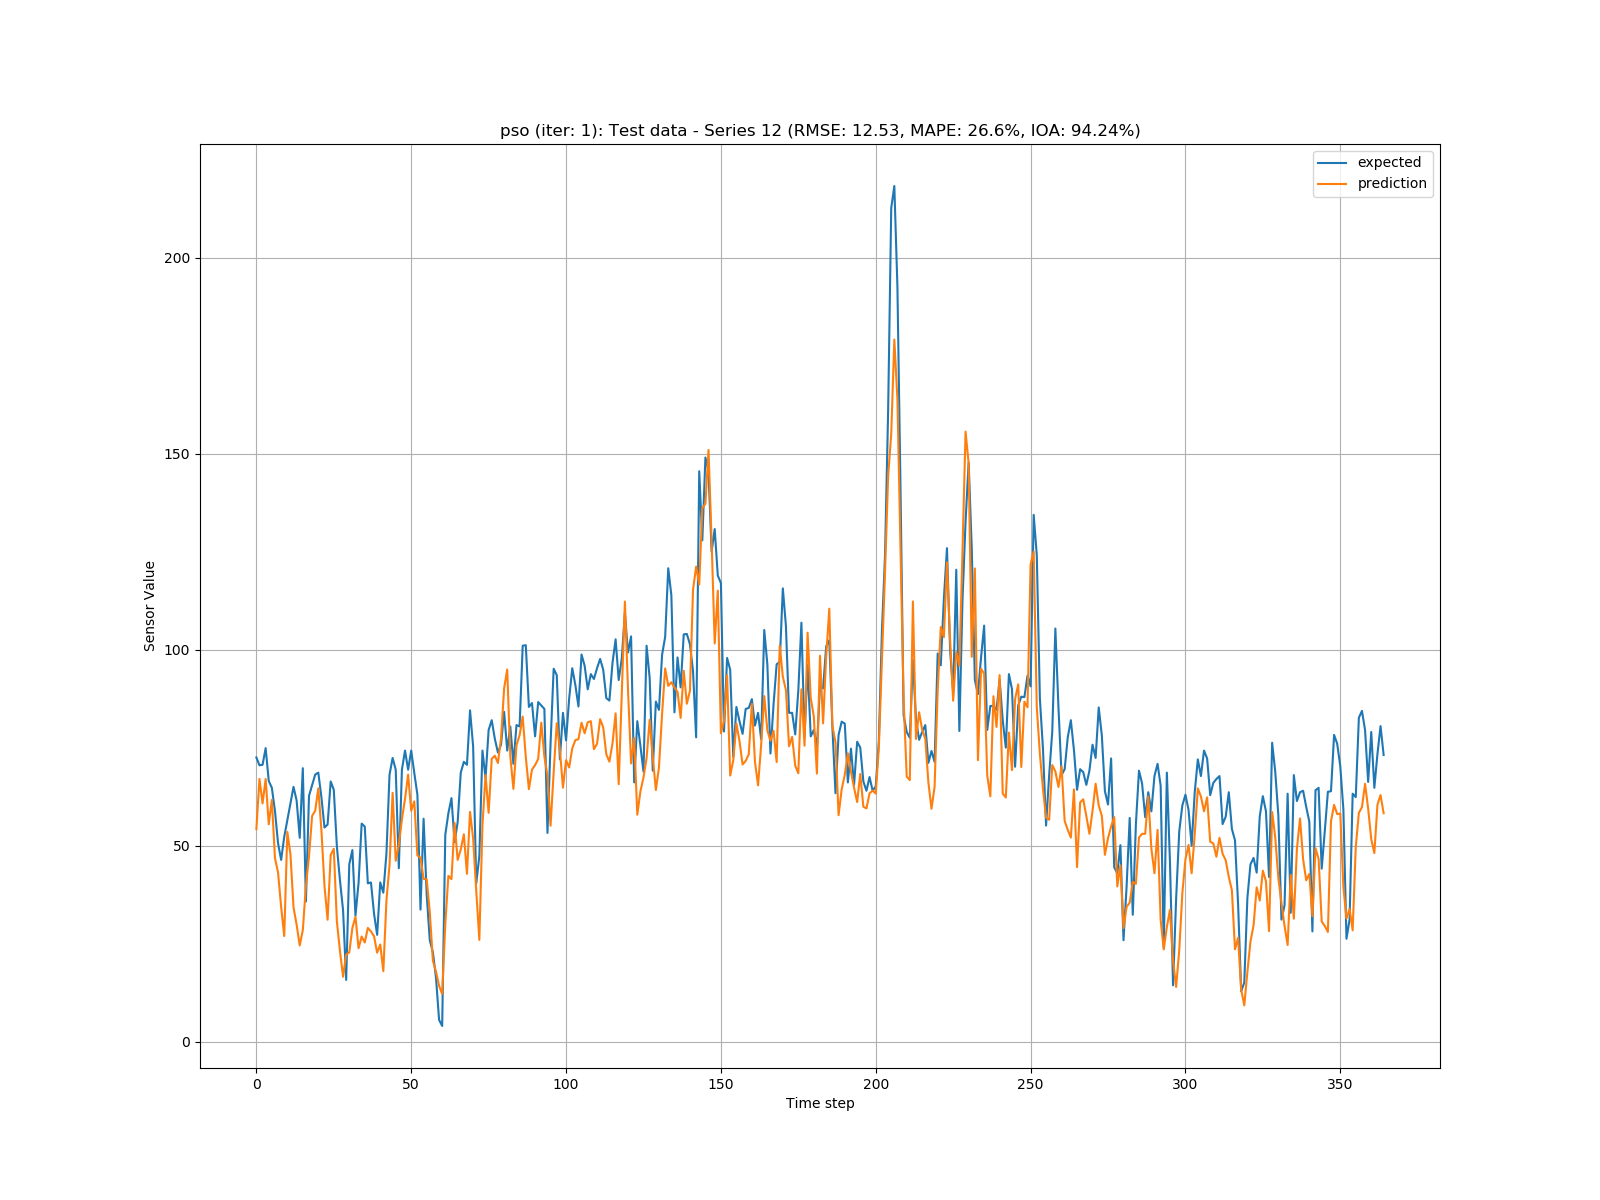 pso (iter: 1): Test data - Series 12 (RMSE: 12.53, MAPE: 26.6%, IOA: 94.24%)
expected
prediction
200
150
100
50
0
Sensor Value
0 50 100 150 200 250 300 350
Time step